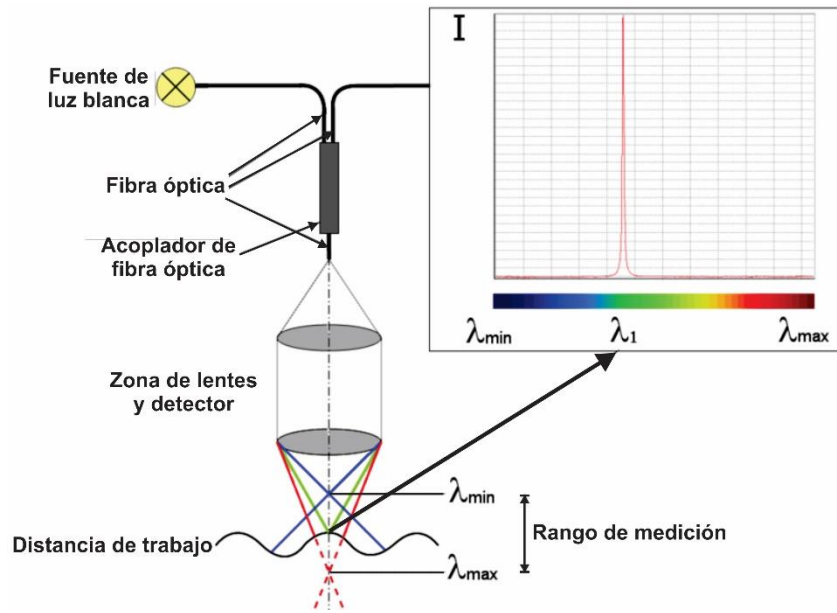 Fuente de
luz blanca
Fibra óptica
Acoplador de
fibra óptica
Zona de lentes
y detector
Distancia de trabajo
I
λmin
λ1
λmax
λmin
Rango de medición
λmax